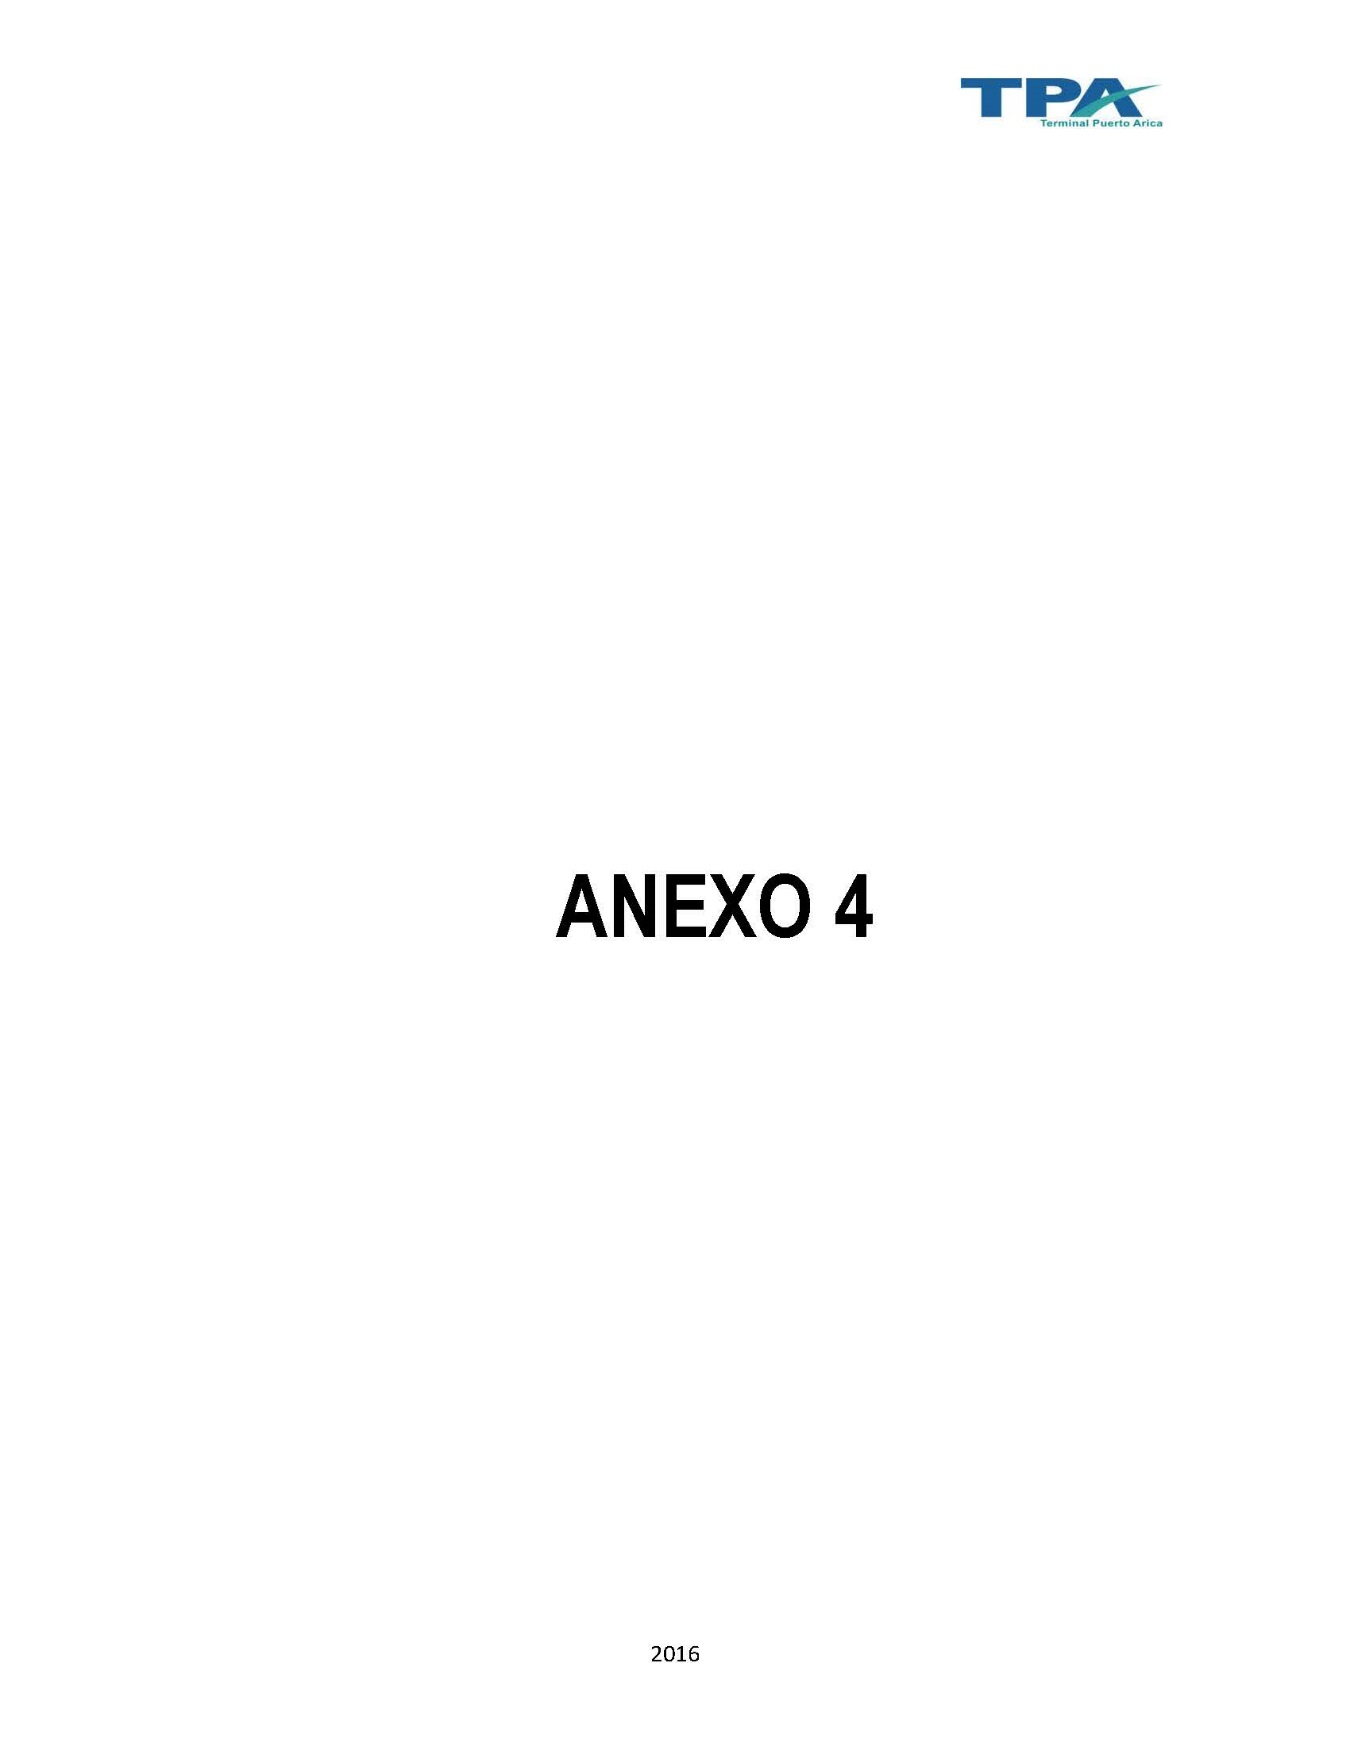 TPA
Terminal Puerto Arica
ANEXO 4
2016